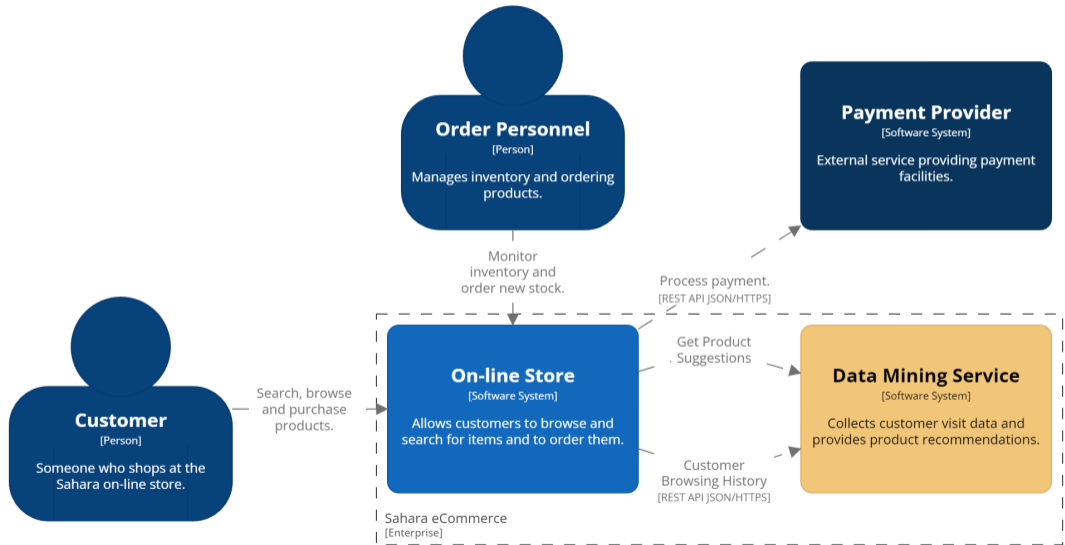 Order Personnel
[Person]
Manages inventory and ordering
products.
Payment Provider
[Software System]
External service providing payment
facilities.
Monitor
inventory and
order new stock.
Process payment.
[REST API JSON/HTTPS]
Customer
[Person]
Someone who shops at the
Sahara on-line store.
Search, browse
and purchase
products.
On-line Store
[Software System]
Allows customers to browse and
search for items and to order them.
Get Product
Suggestions
Customer
Browsing History
[REST API JSON/HTTPS]
Data Mining Service
[Software System]
Collects customer visit data and
provides product recommendations.
Sahara eCommerce
[Enterprise]